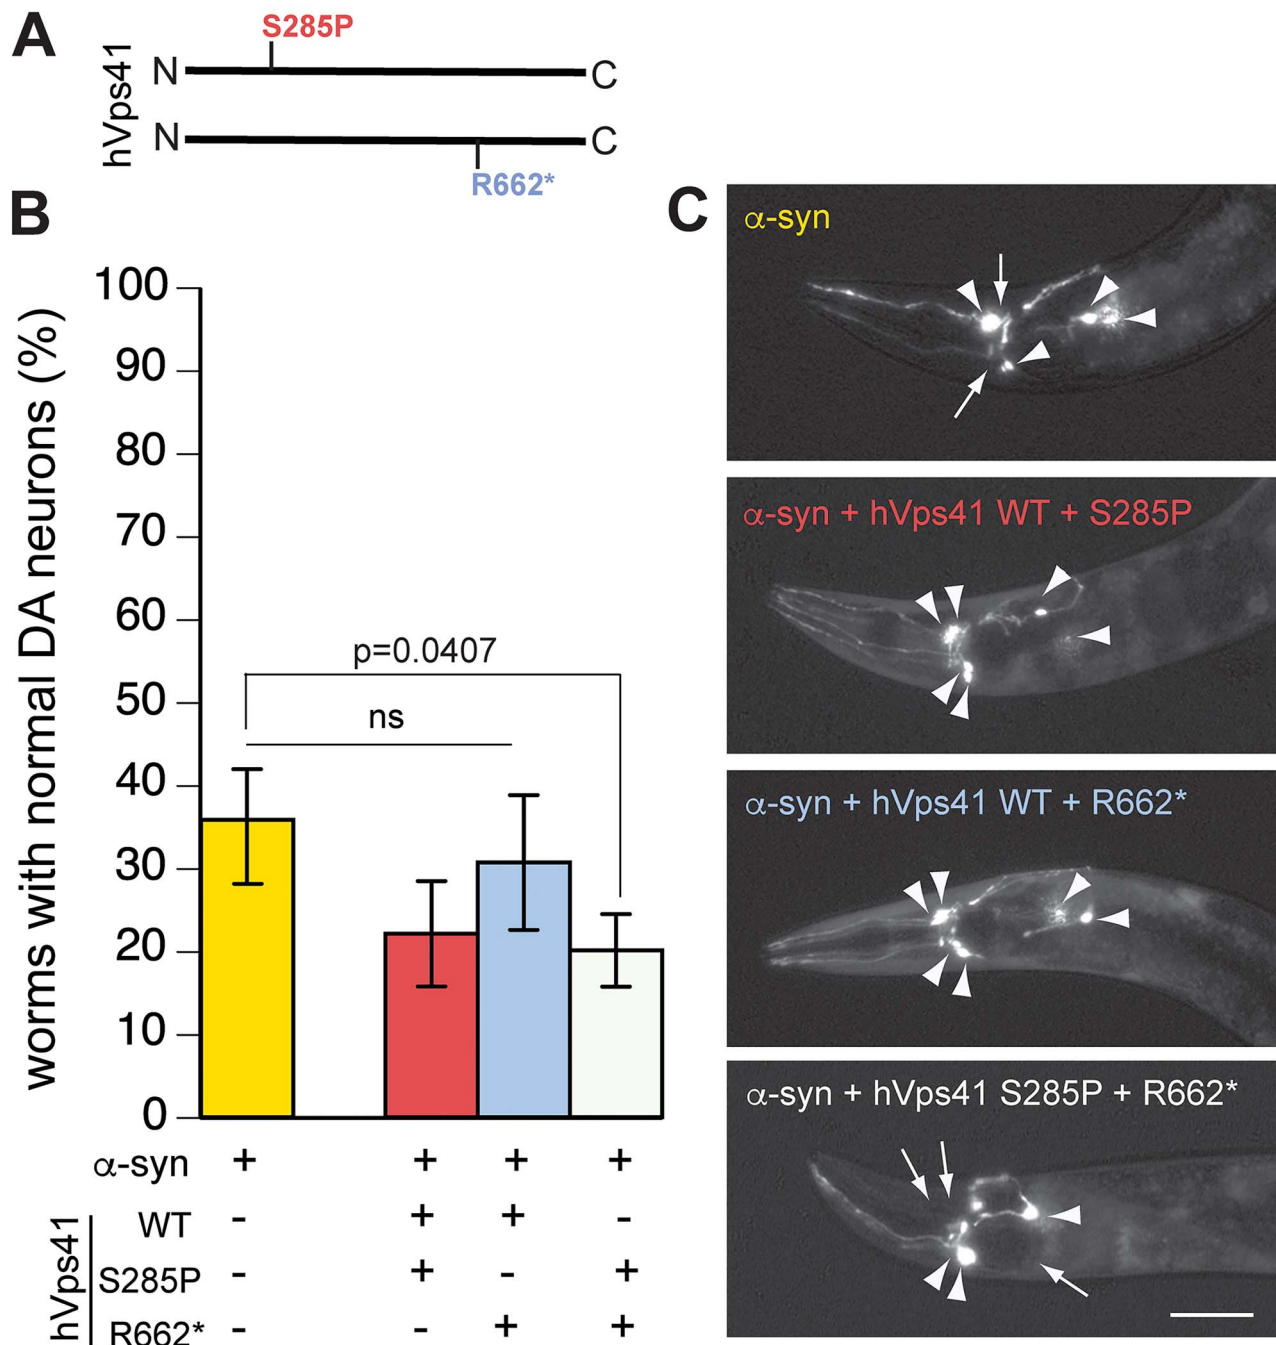 A
hVps41
S285P
N C
N C
R662*
B
worms with normal DA neurons (%)
100
90
80
70
60
50
40
30
20
10
0
p=0.0407
ns
α-syn + + + +
hVps41
WT - + + -
S285P - + - +
R662* - - + +
C
α-syn
α-syn + hVps41 WT + S285P
α-syn + hVps41 WT + R662*
α-syn + hVps41 S285P + R662*